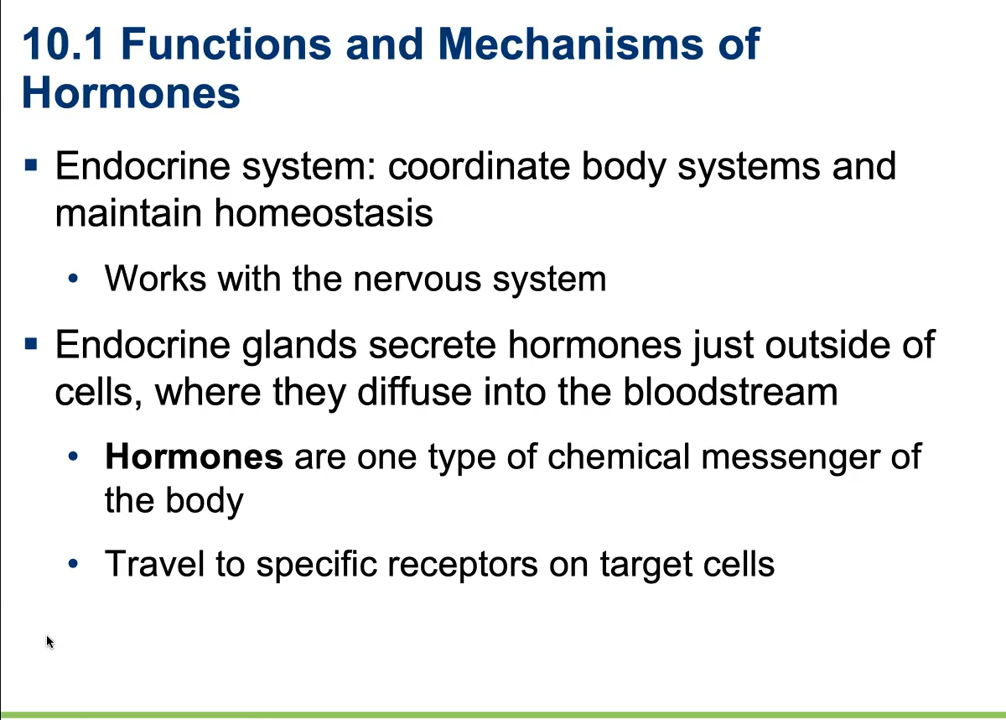 10.1 Functions and Mechanisms of
Hormones
▪ Endocrine system: coordinate body systems and
maintain homeostasis
• Works with the nervous system
▪ Endocrine glands secrete hormones just outside of
cells, where they diffuse into the bloodstream
• Hormones are one type of chemical messenger of
the body
• Travel to specific receptors on target cells